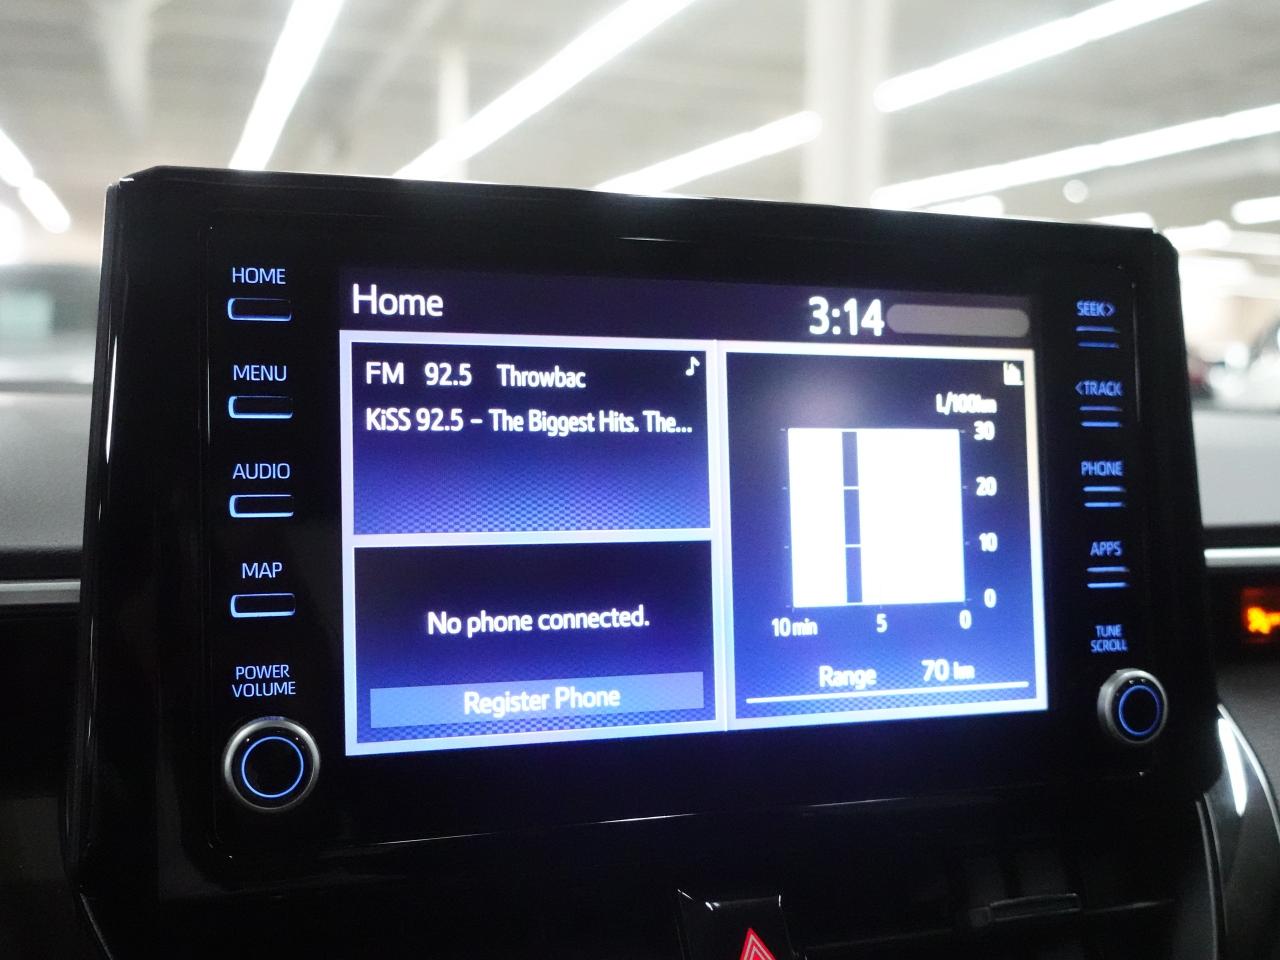 HOME
MENU
AUDIO
MAP
POWER
VOLUME
Home
3:14
FM 92.5 Throwbac
KiSS 92.5 – The Biggest Hits. The...
No phone connected.
Register Phone
L/100km
30
20
10
0
10 min 5 0
Range 70 km
SEEK>
<TRACK
PHONE
APPS
TUNE
SCROLL